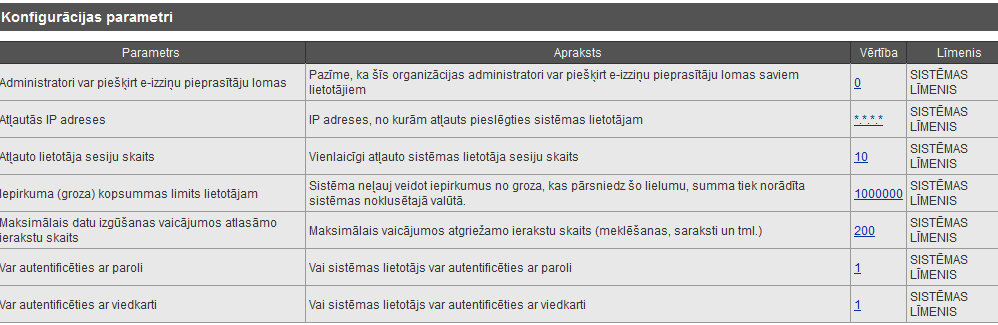 Konfigurācijas parametri
Parametrs Apraksts Vērtība Līmenis
Administratori var piešķirt e-izziņu pieprasītāju lomas
Pazīme, ka šīs organizācijas administratori var piešķirt e-izziņu pieprasītāju lomas saviem
lietotājiem
0
SISTĒMAS
LĪMENIS
Atļautās IP adreses
IP adreses, no kurām atļauts pieslēgties sistēmas lietotājam
*.*.*.*
SISTĒMAS
LĪMENIS
Atļauto lietotāja sesiju skaits
Vienlaicīgi atļauto sistēmas lietotāja sesiju skaits
10
SISTĒMAS
LĪMENIS
Iepirkuma (groza) kopsummas limits lietotājam
Sistēma neļauj veidot iepirkumus no groza, kas pārsniedz šo lielumu, summa tiek norādīta
sistēmas noklusētajā valūtā.
1000000
SISTĒMAS
LĪMENIS
Maksimālais datu izgūšanas vaicājumos atlasāmo
ierakstu skaits
Maksimālais vaicājumos atgriežamo ierakstu skaits (meklēšanas, saraksti un tml.)
200
SISTĒMAS
LĪMENIS
Var autentificēties ar paroli
Vai sistēmas lietotājs var autentificēties ar paroli
1
SISTĒMAS
LĪMENIS
Var autentificēties ar viedkarti
Vai sistēmas lietotājs var autentificēties ar viedkarti
1
SISTĒMAS
LĪMENIS